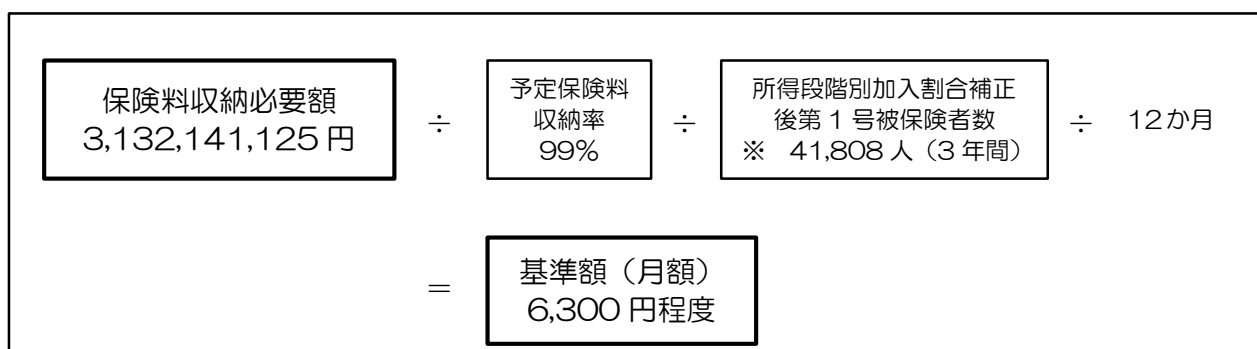 保険料収納必要額
3,132,141,125円
÷
予定保険料
収納率
99%
÷
所得段階別加入割合補正
後第1号被保険者数
※ 41,808人（3年間）
÷
12か月
＝
基準額（月額）
6,300円程度